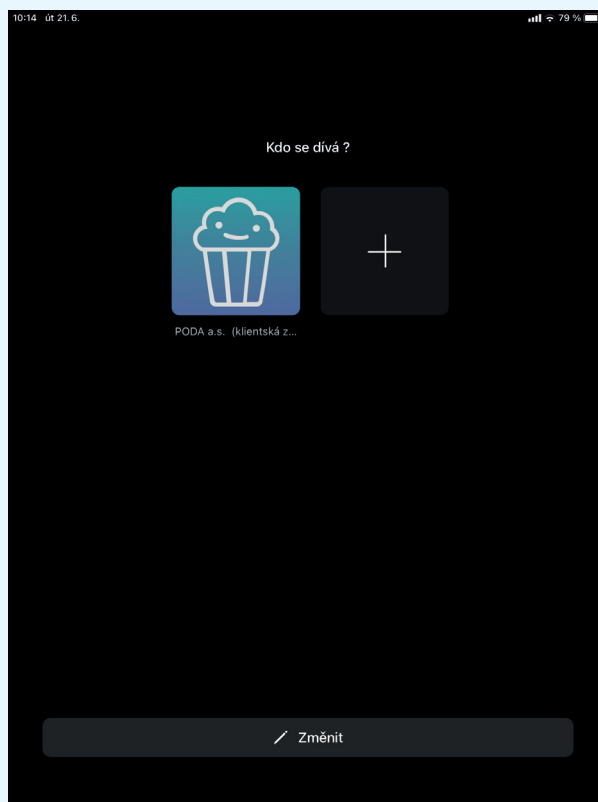 10:14 út 21. 6. 79 %
Kdo se dívá ?
PODA a.s. (klientská z...
Změnit